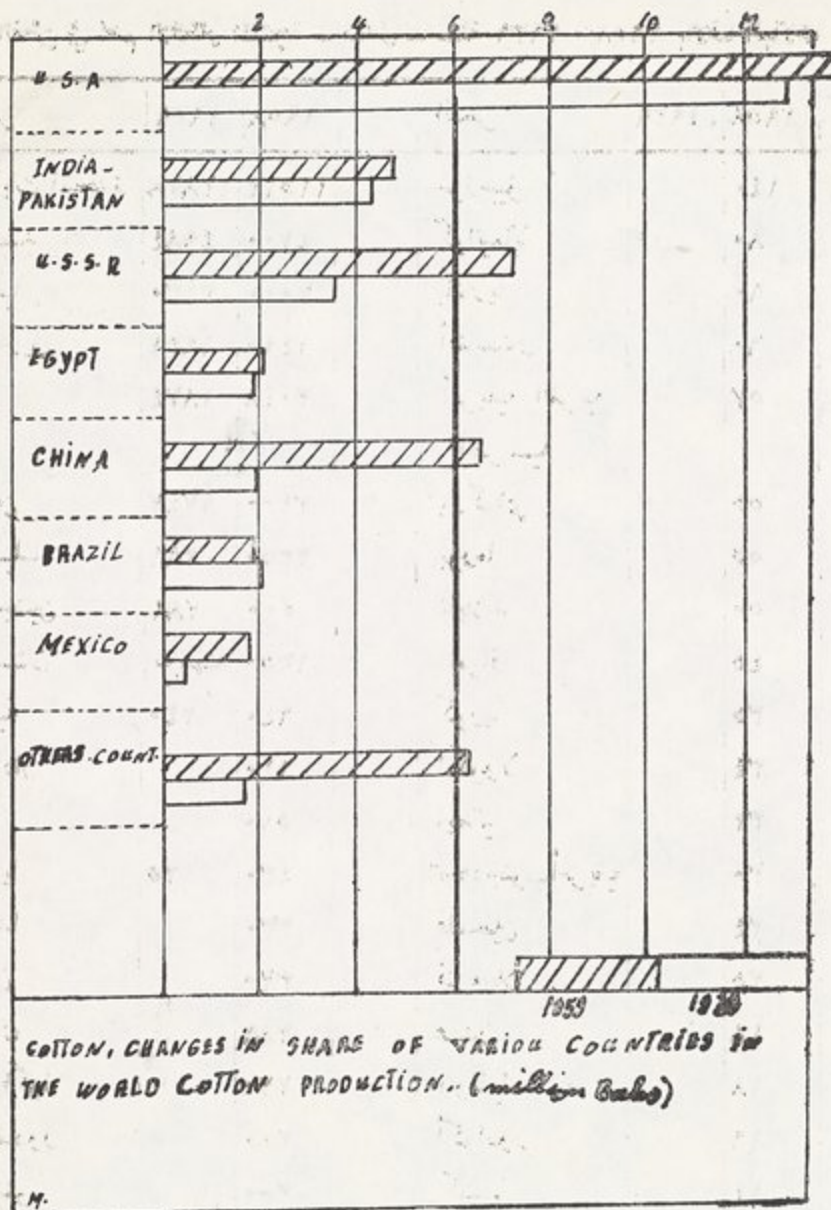 2 4 6 8 10 12
U.S.A
INDIA-
PAKISTAN
U.S.S.R
EGYPT
CHINA
BRAZIL
MEXICO
OTHERS.COUNT.
1959
COTTON, CHANGES IN SHARE OF VARIOU COUNTRIES IN
THE WORLD COTTON PRODUCTION. (million Bales)
M.